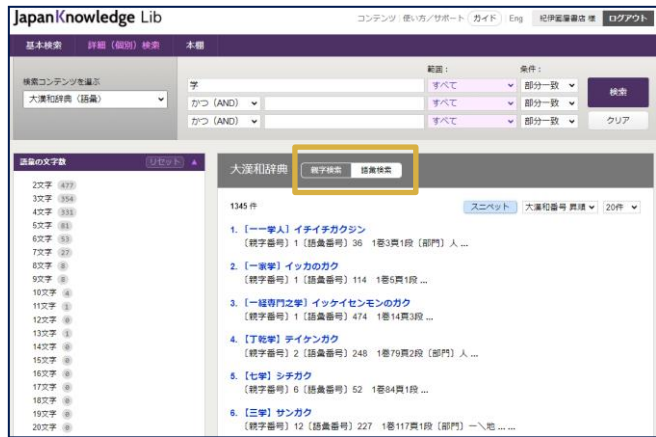 JapanKnowledge Lib
コンテンツ 使い方/サポート ガイド Eng 紀伊國屋書店 様 ログアウト
基本検索 詳細(個別)検索 本棚
検索コンテンツを選ぶ
大漢和辞典(語彙)
範囲: 条件:
学 すべて 部分一致 検索
かつ (AND) すべて 部分一致 クリア
かつ (AND) すべて 部分一致
語彙の文字数 リセット
2文字 477
3文字 354
4文字 331
5文字 81
6文字 53
7文字 27
8文字 8
9文字 8
10文字 4
11文字 1
12文字 0
13文字 1
14文字 0
15文字 0
16文字 0
17文字 0
18文字 0
19文字 0
20文字 0
大漢和辞典 親字検索 語彙検索
1345 件 スニペット 大漢和番号 昇順 20件
1. 【一一学人】イチイチガクジン
〔親字番号〕1〔語彙番号〕36 1巻3頁1段〔部門〕人 ...
2. 【一家学】イッカのガク
〔親字番号〕1〔語彙番号〕114 1巻5頁1段 ...
3. 【一経専門之学】イッケイセンモンのガク
〔親字番号〕1〔語彙番号〕474 1巻14頁3段 ...
4. 【丁乾学】テイケンガク
〔親字番号〕2〔語彙番号〕248 1巻79頁2段〔部門〕人 ...
5. 【七学】シチガク
〔親字番号〕6〔語彙番号〕52 1巻84頁1段 ...
6. 【三学】サンガク
〔親字番号〕12〔語彙番号〕227 1巻117頁1段〔部門〕一\地 ... ...